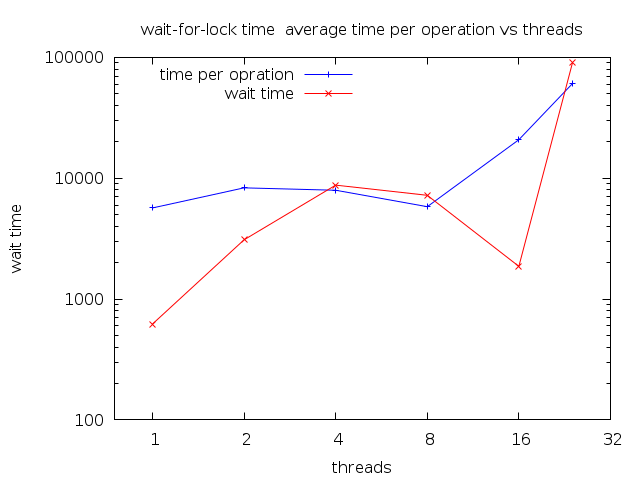 wait-for-lock time  average time per operation vs threads
100000
time per opration
wait time
10000
wait time
1000
100
1 2 4 8 16 32
threads